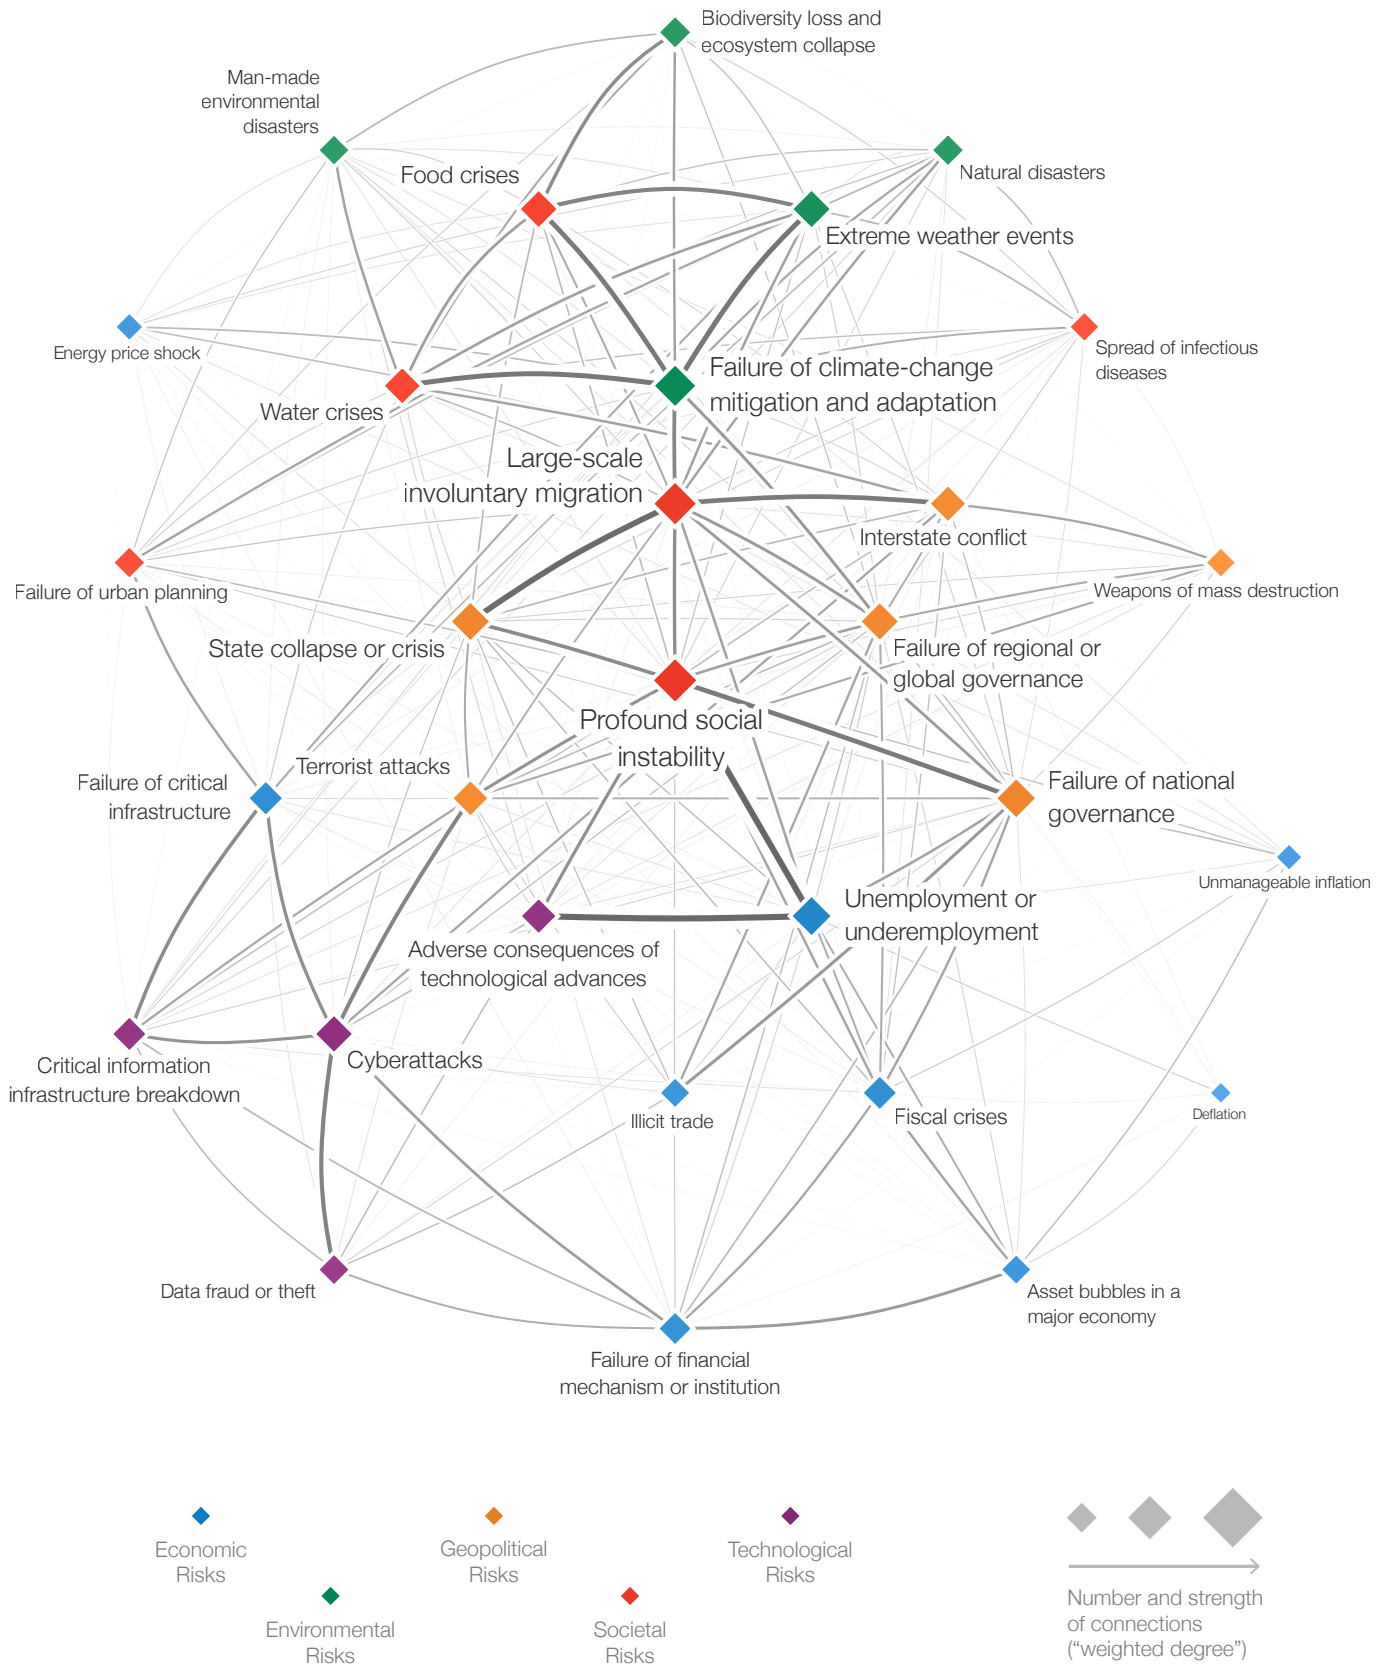 Biodiversity loss and
ecosystem collapse
Man-made
environmental
disasters
Food crises
Natural disasters
Extreme weather events
Energy price shock
Spread of infectious
diseases
Failure of climate-change
mitigation and adaptation
Water crises
Large-scale
involuntary migration
Interstate conflict
Failure of urban planning
Weapons of mass destruction
State collapse or crisis
Failure of regional or
global governance
Profound social
instability
Terrorist attacks
Failure of critical
infrastructure
Failure of national
governance
Unmanageable inflation
Unemployment or
underemployment
Adverse consequences of
technological advances
Critical information
infrastructure breakdown
Cyberattacks
Illicit trade
Fiscal crises
Deflation
Data fraud or theft
Asset bubbles in a
major economy
Failure of financial
mechanism or institution
Economic
Risks
Geopolitical
Risks
Technological
Risks
Environmental
Risks
Societal
Risks
Number and strength
of connections
(“weighted degree”)